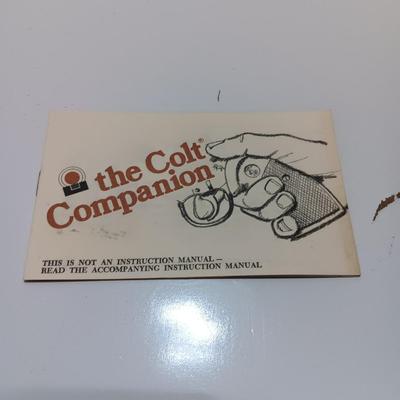 the Colt®
Companion
THIS IS NOT AN INSTRUCTION MANUAL —
READ THE ACCOMPANYING INSTRUCTION MANUAL